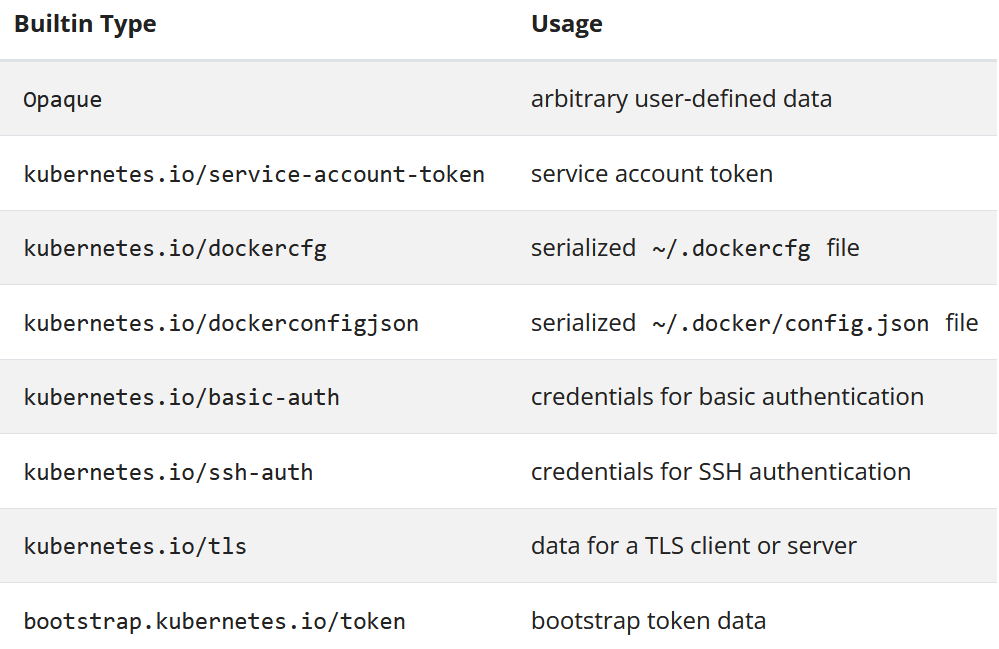 Builtin Type Usage
Opaque arbitrary user-defined data
kubernetes.io/service-account-token service account token
kubernetes.io/dockercfg serialized ~/.dockercfg file
kubernetes.io/dockerconfigjson serialized ~/.docker/config.json file
kubernetes.io/basic-auth credentials for basic authentication
kubernetes.io/ssh-auth credentials for SSH authentication
kubernetes.io/tls data for a TLS client or server
bootstrap.kubernetes.io/token bootstrap token data